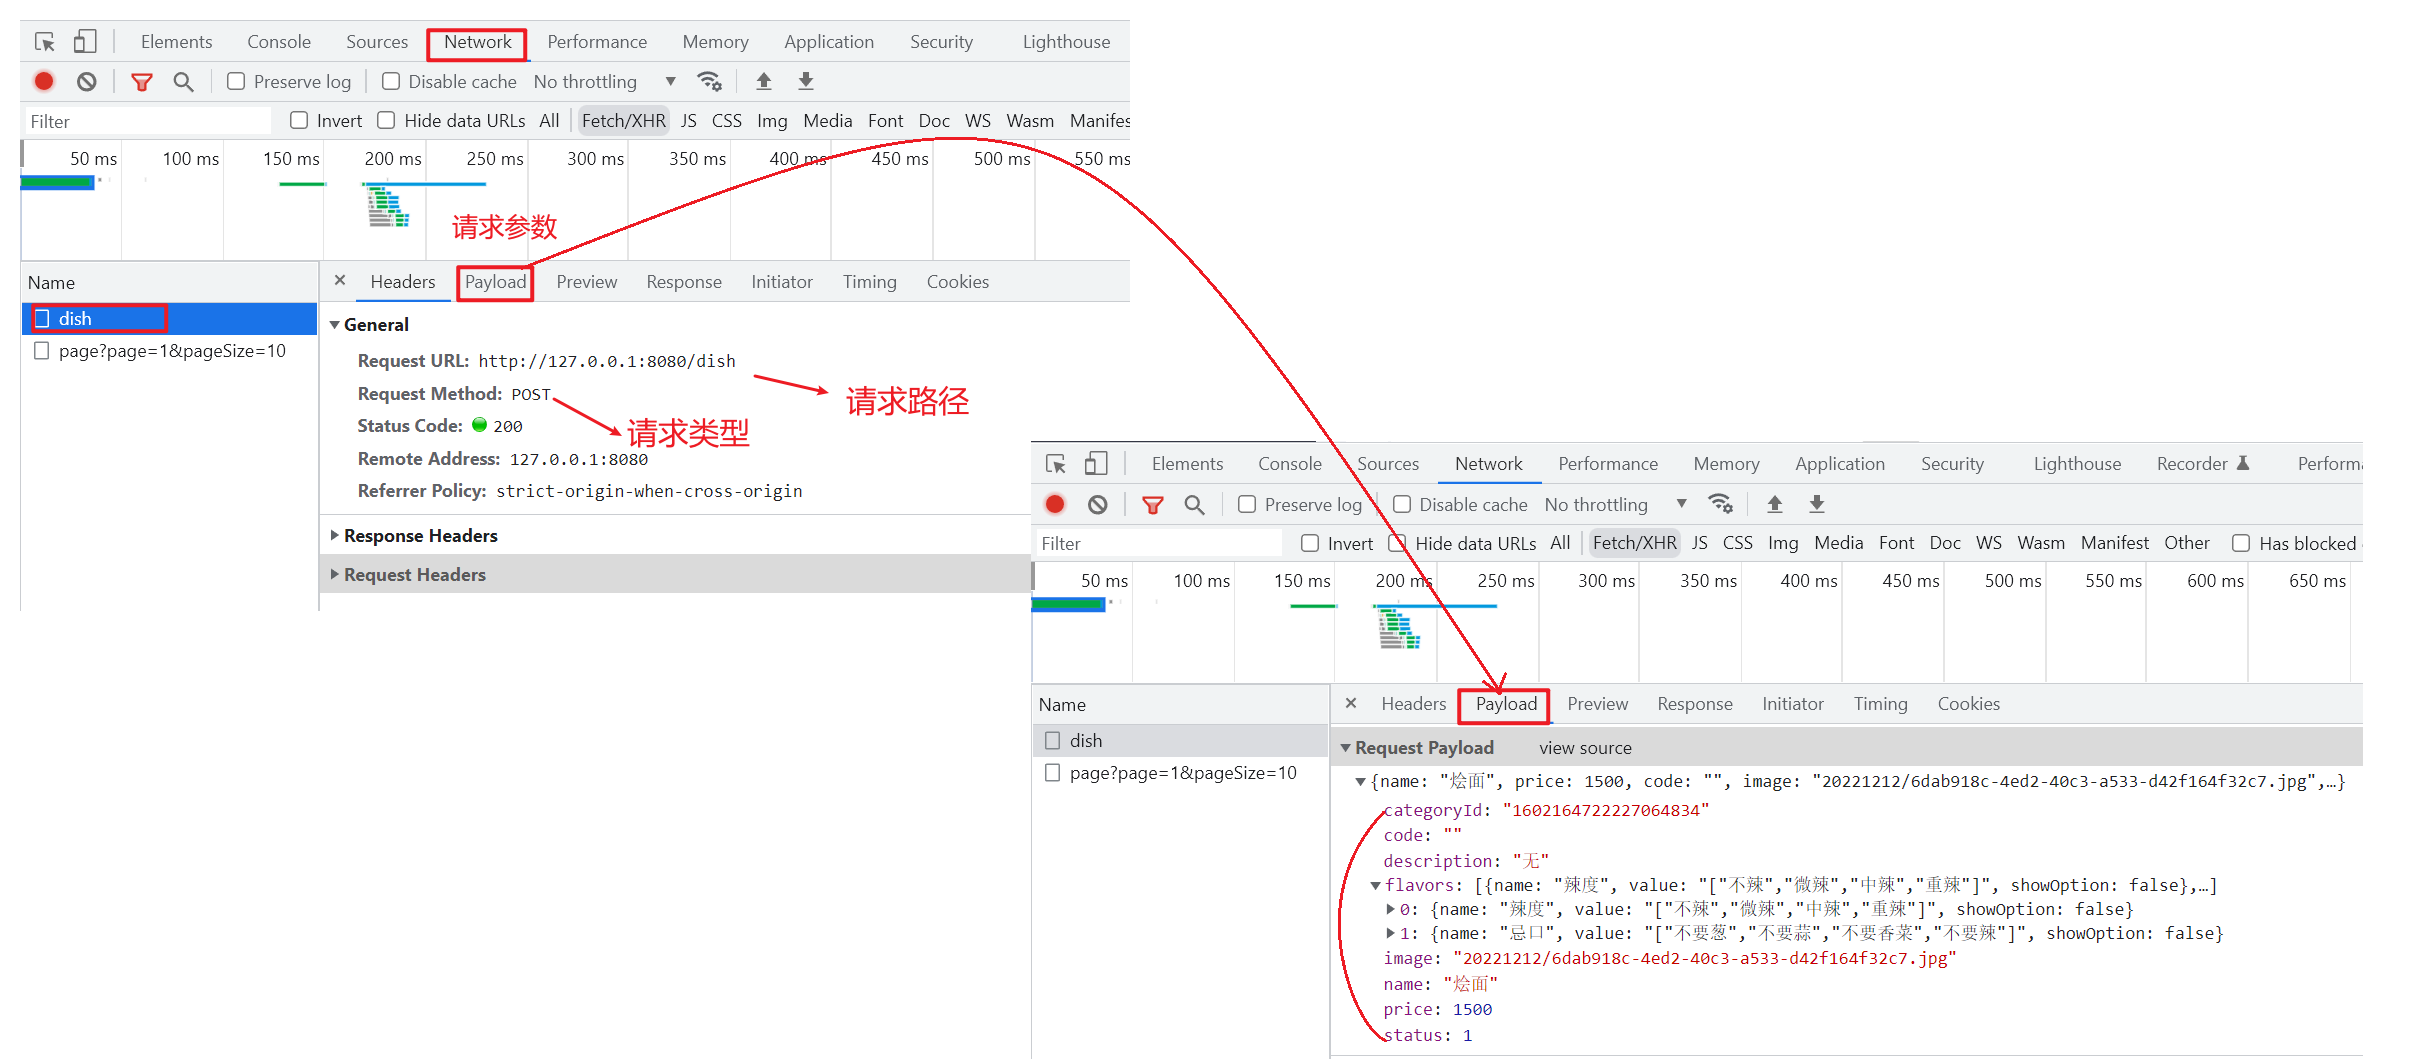 Elements Console Sources Network Performance Memory Application Security Lighthouse
Preserve log Disable cache No throttling
Filter Invert Hide data URLs All Fetch/XHR JS CSS Img Media Font Doc WS Wasm Manifes
50 ms 100 ms 150 ms 200 ms 250 ms 300 ms 350 ms 400 ms 450 ms 500 ms 550 ms
请求参数
Name
Headers Payload Preview Response Initiator Timing Cookies
dish
page?page=1&pageSize=10
General
Request URL: http://127.0.0.1:8080/dish
请求路径
Request Method: POST
请求类型
Status Code: 200
Remote Address: 127.0.0.1:8080
Referrer Policy: strict-origin-when-cross-origin
Response Headers
Request Headers
Elements Console Sources Network Performance Memory Application Security Lighthouse Recorder Perform
Preserve log Disable cache No throttling
Filter Invert Hide data URLs All Fetch/XHR JS CSS Img Media Font Doc WS Wasm Manifest Other Has blocked
50 ms 100 ms 150 ms 200 ms 250 ms 300 ms 350 ms 400 ms 450 ms 500 ms 550 ms 600 ms 650 ms
Name
Headers Payload Preview Response Initiator Timing Cookies
dish
page?page=1&pageSize=10
Request Payload view source
{name: "烩面", price: 1500, code: "", image: "20221212/6dab918c-4ed2-40c3-a533-d42f164f32c7.jpg",…}
categoryId: "1602164722227064834"
code: ""
description: "无"
flavors: [{name: "辣度", value: "["不辣","微辣","中辣","重辣"]", showOption: false},…]
0: {name: "辣度", value: "["不辣","微辣","中辣","重辣"]", showOption: false}
1: {name: "忌口", value: "["不要葱","不要蒜","不要香菜","不要辣"]", showOption: false}
image: "20221212/6dab918c-4ed2-40c3-a533-d42f164f32c7.jpg"
name: "烩面"
price: 1500
status: 1